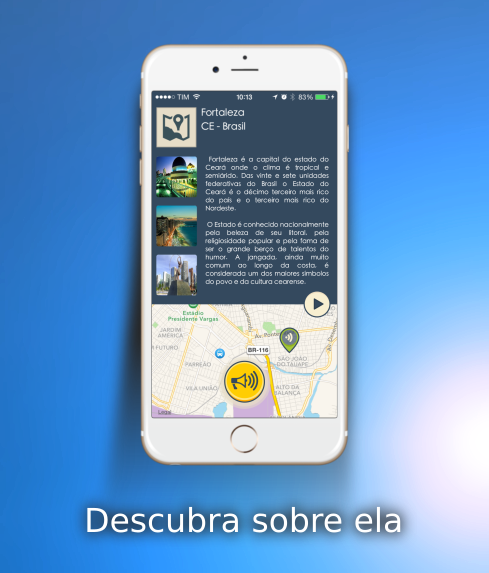 TIM 10:13 83%
Fortaleza
CE - Brasil
Fortaleza é a capital do estado do
Ceará onde o clima é tropical e
semiárido. Das vinte e sete unidades
federativas do Brasil o Estado do
Ceará é o décimo terceiro mais rico
do país e o terceiro mais rico do
Nordeste.
O Estado é conhecido nacionalmente
pela beleza de seu litoral, pela
religiosidade popular e pela fama de
ser o grande berço de talentos do
humor. A jangada, ainda muito
comum ao longo da costa, é
considerada um dos maiores símbolos
do povo e da cultura cearense.
Estádio
Presidente Vargas
JARDIM
AMÉRICA
FUTURO
BR-116
SÃO JOÃO
DO TAUAPE
PARREÃO
VILA UNIÃO
ALTO DA
BALANÇA
Legal
Descubra sobre ela